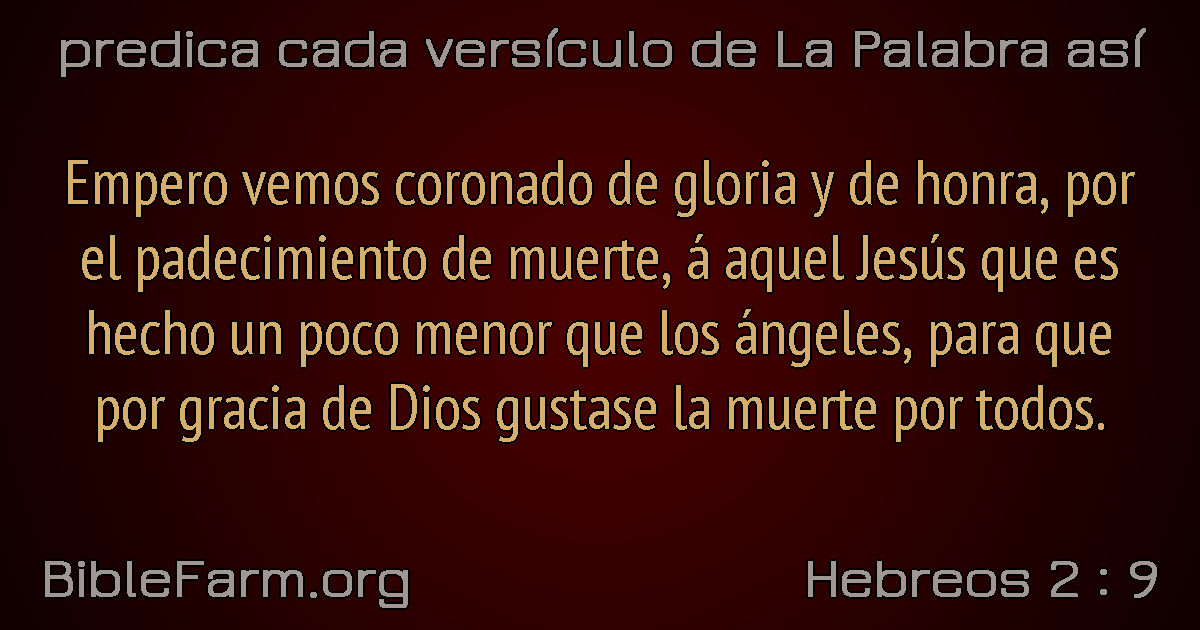 predica cada versículo de La Palabra así
Empero vemos coronado de gloria y de honra, por
el padecimiento de muerte, á aquel Jesús que es
hecho un poco menor que los ángeles, para que
por gracia de Dios gustase la muerte por todos.
BibleFarm.org
Hebreos 2 : 9